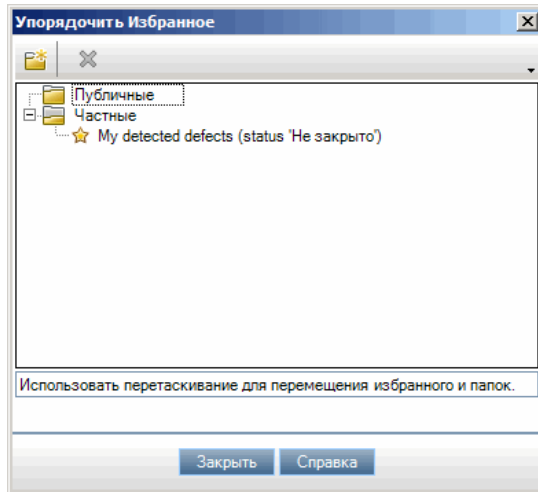 Упорядочить Избранное
Публичные
Частные
My detected defects (status 'Не закрыто')
Использовать перетаскивание для перемещения избранного и папок.
Закрыть Справка